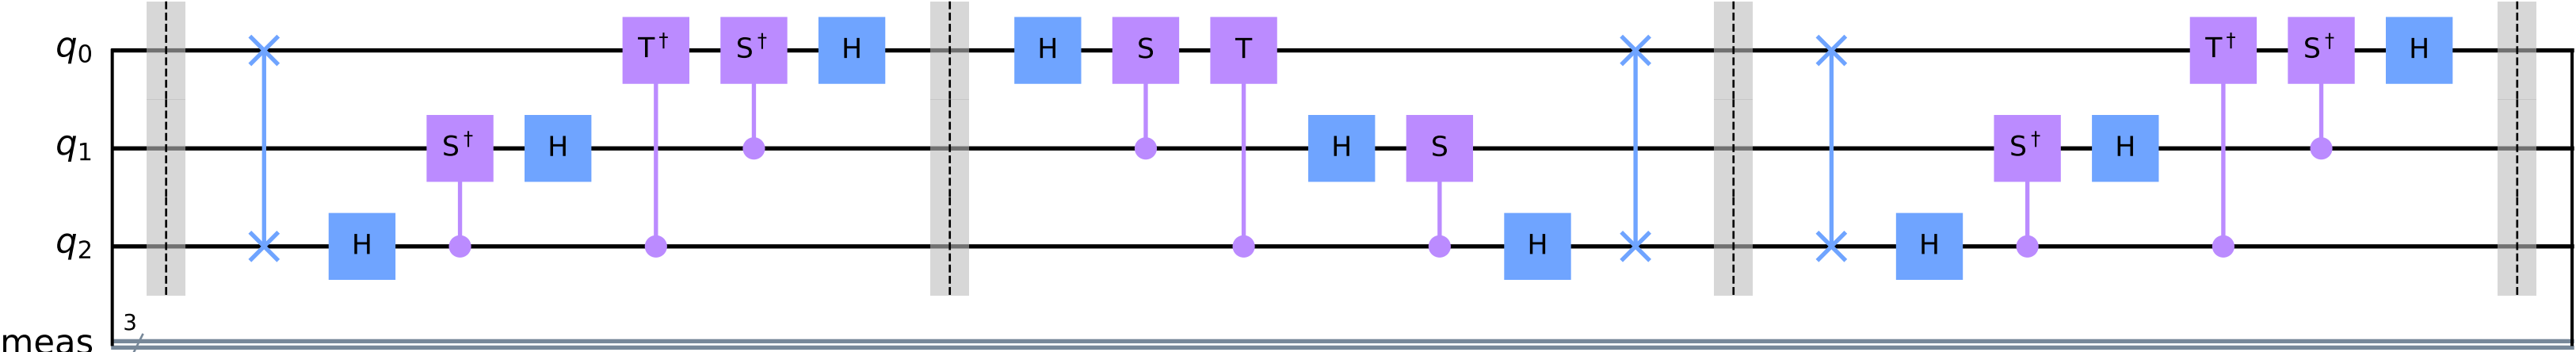 q0 T† S† H H S T T† S† H
q1 S† H S H S† H
q2 H H H
3
meas